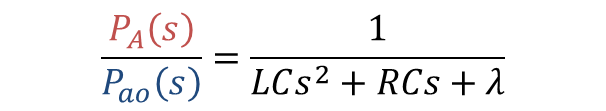 P_A(s) / P_ao(s) = 1 / (LCs² + RCs + λ)